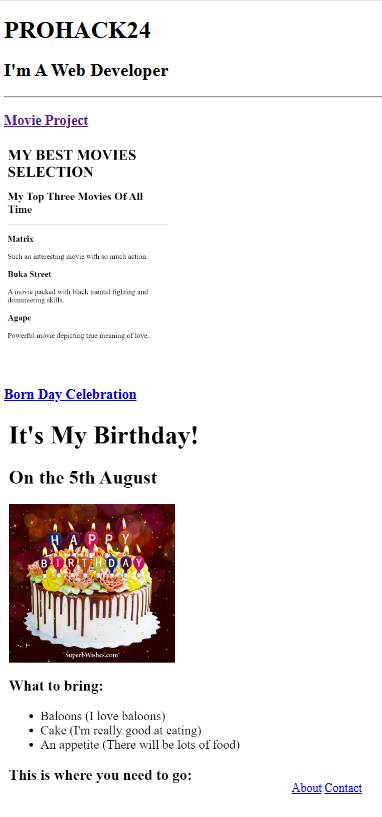 PROHACK24
I'm A Web Developer
Movie Project
MY BEST MOVIES
SELECTION
My Top Three Movies Of All
Time
Matrix
Such an interesting movie with so much action.
Buka Street
A movie packed with black mental fighting and
domineering skills.
Agape
Powerful movie depicting true meaning of love.
Born Day Celebration
It's My Birthday!
On the 5th August
HAPPY
BIRTHDAY
SuperbWishes.com
What to bring:
• Baloons (I love baloons)
• Cake (I'm really good at eating)
• An appetite (There will be lots of food)
This is where you need to go:
About Contact